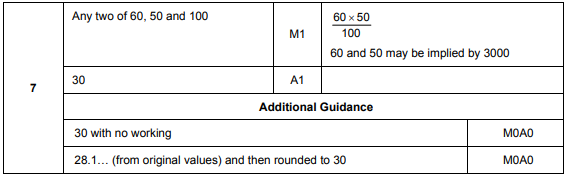 Any two of 60, 50 and 100
M1
60 × 50
100
60 and 50 may be implied by 3000
7
30
A1
Additional Guidance
30 with no working
M0A0
28.1… (from original values) and then rounded to 30
M0A0